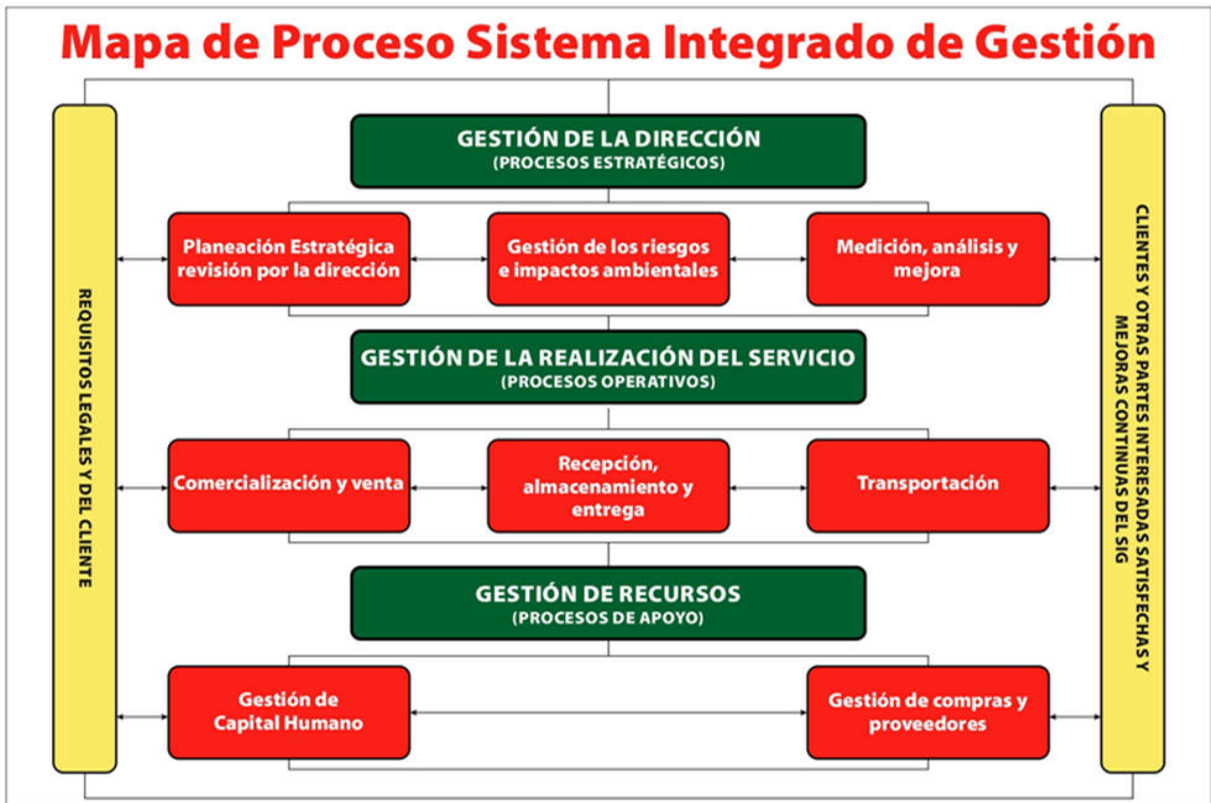 Mapa de Proceso Sistema Integrado de Gestión
REQUISITOS LEGALES Y DEL CLIENTE
GESTIÓN DE LA DIRECCIÓN
(PROCESOS ESTRATÉGICOS)
Planeación Estratégica
revisión por la dirección
Gestión de los riesgos
e impactos ambientales
Medición, análisis y
mejora
GESTIÓN DE LA REALIZACIÓN DEL SERVICIO
(PROCESOS OPERATIVOS)
Comercialización y venta
Recepción,
almacenamiento y
entrega
Transportación
GESTIÓN DE RECURSOS
(PROCESOS DE APOYO)
Gestión de
Capital Humano
Gestión de compras y
proveedores
CLIENTES Y OTRAS PARTES INTERESADAS SATISFECHAS Y
MEJORAS CONTINUAS DEL SIG